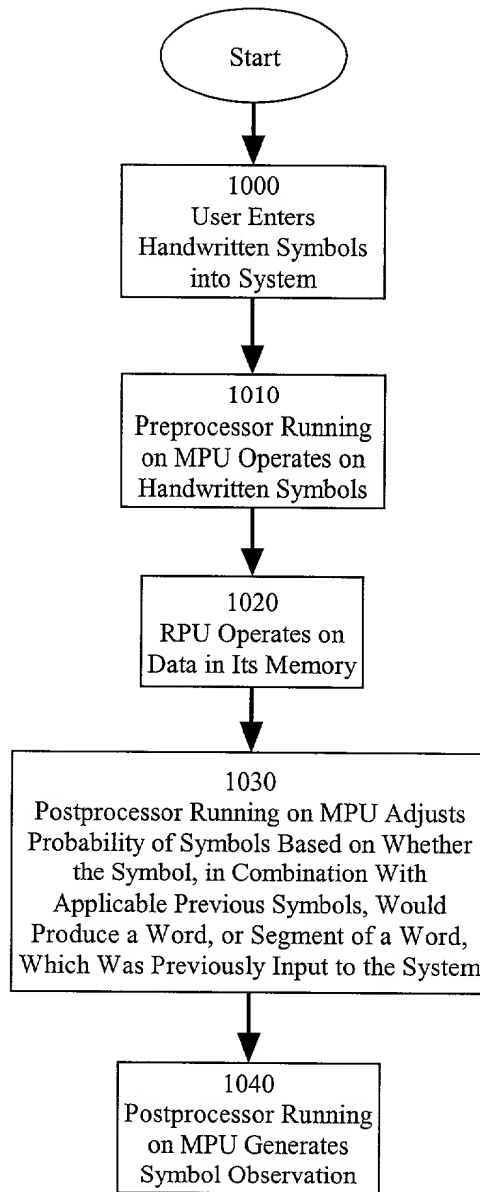 Start
1000
User Enters
Handwritten Symbols
into System
1010
Preprocessor Running
on MPU Operates on
Handwritten Symbols
1020
RPU Operates on
Data in Its Memory
1030
Postprocessor Running on MPU Adjusts
Probability of Symbols Based on Whether
the Symbol, in Combination With
Applicable Previous Symbols, Would
Produce a Word, or Segment of a Word,
Which Was Previously Input to the System
1040
Postprocessor Running
on MPU Generates
Symbol Observation